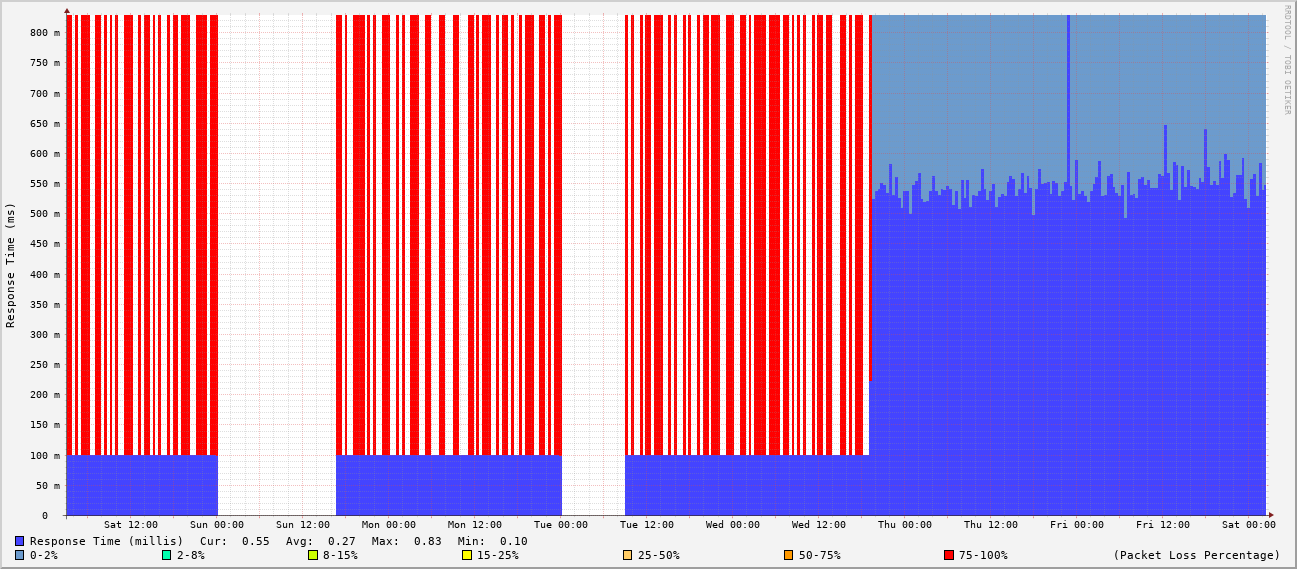 RRDTOOL / TOBI OETIKER
Response Time (ms)
800 m
750 m
700 m
650 m
600 m
550 m
500 m
450 m
400 m
350 m
300 m
250 m
200 m
150 m
100 m
50 m
0
Sat 12:00 Sun 00:00 Sun 12:00 Mon 00:00 Mon 12:00 Tue 00:00 Tue 12:00 Wed 00:00 Wed 12:00 Thu 00:00 Thu 12:00 Fri 00:00 Fri 12:00 Sat 00:00
Response Time (millis) Cur: 0.55 Avg: 0.27 Max: 0.83 Min: 0.10
0-2% 2-8% 8-15% 15-25% 25-50% 50-75% 75-100% (Packet Loss Percentage)